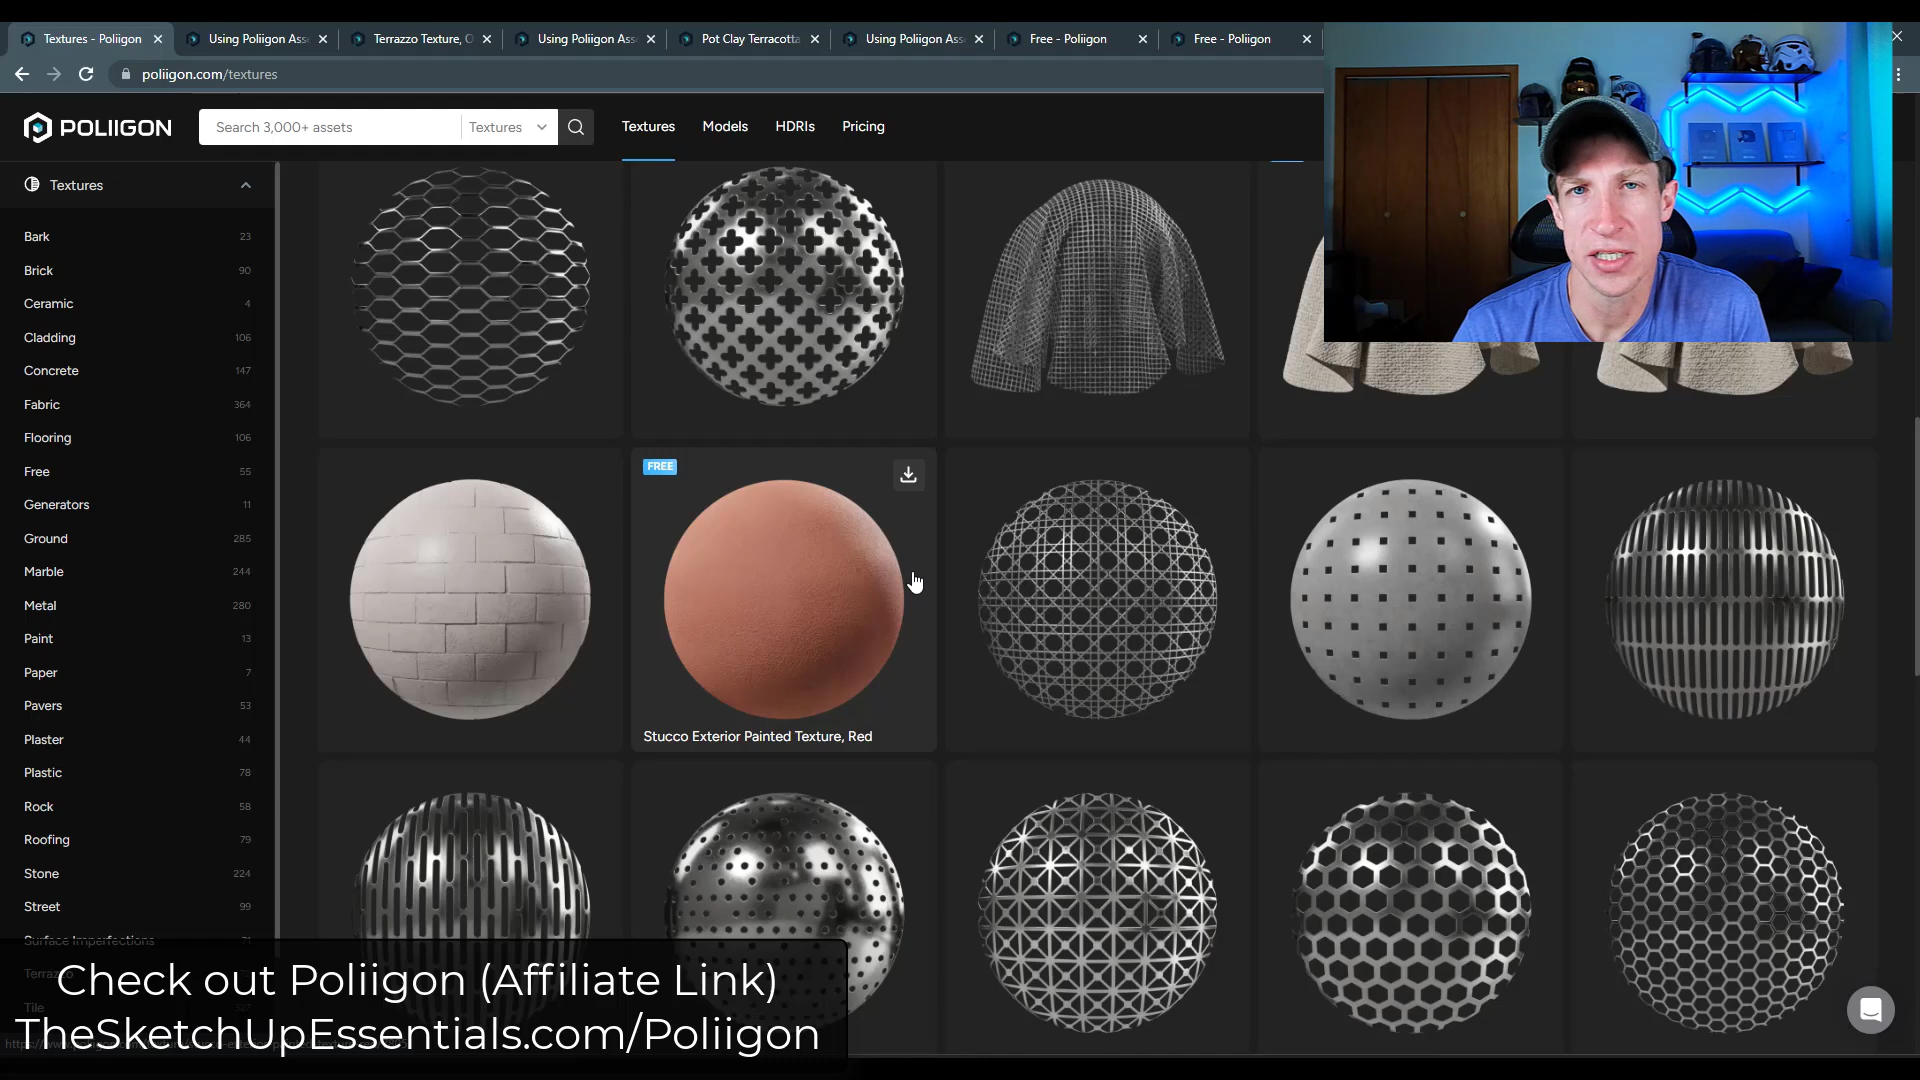 Textures - Poliigon
Using Poliigon Ass
Terrazzo Texture, O
Using Poliigon Ass
Pot Clay Terracotta
Using Poliigon Ass
Free - Poliigon
Free - Poliigon
poliigon.com/textures
POLIIGON
Search 3,000+ assets
Textures
Textures
Models
HDRIs
Pricing
Textures
Bark 23
Brick 90
Ceramic 4
Cladding 106
Concrete 147
Fabric 364
Flooring 106
Free 55
Generators 11
Ground 285
Marble 244
Metal 280
Paint 13
Paper 7
Pavers 53
Plaster 44
Plastic 78
Rock 58
Roofing 79
Stone 224
Street 99
Surface Imperfections 71
Terrazzo
Tile
FREE
Stucco Exterior Painted Texture, Red
Check out Poliigon (Affiliate Link)
TheSketchUpEssentials.com/Poliigon